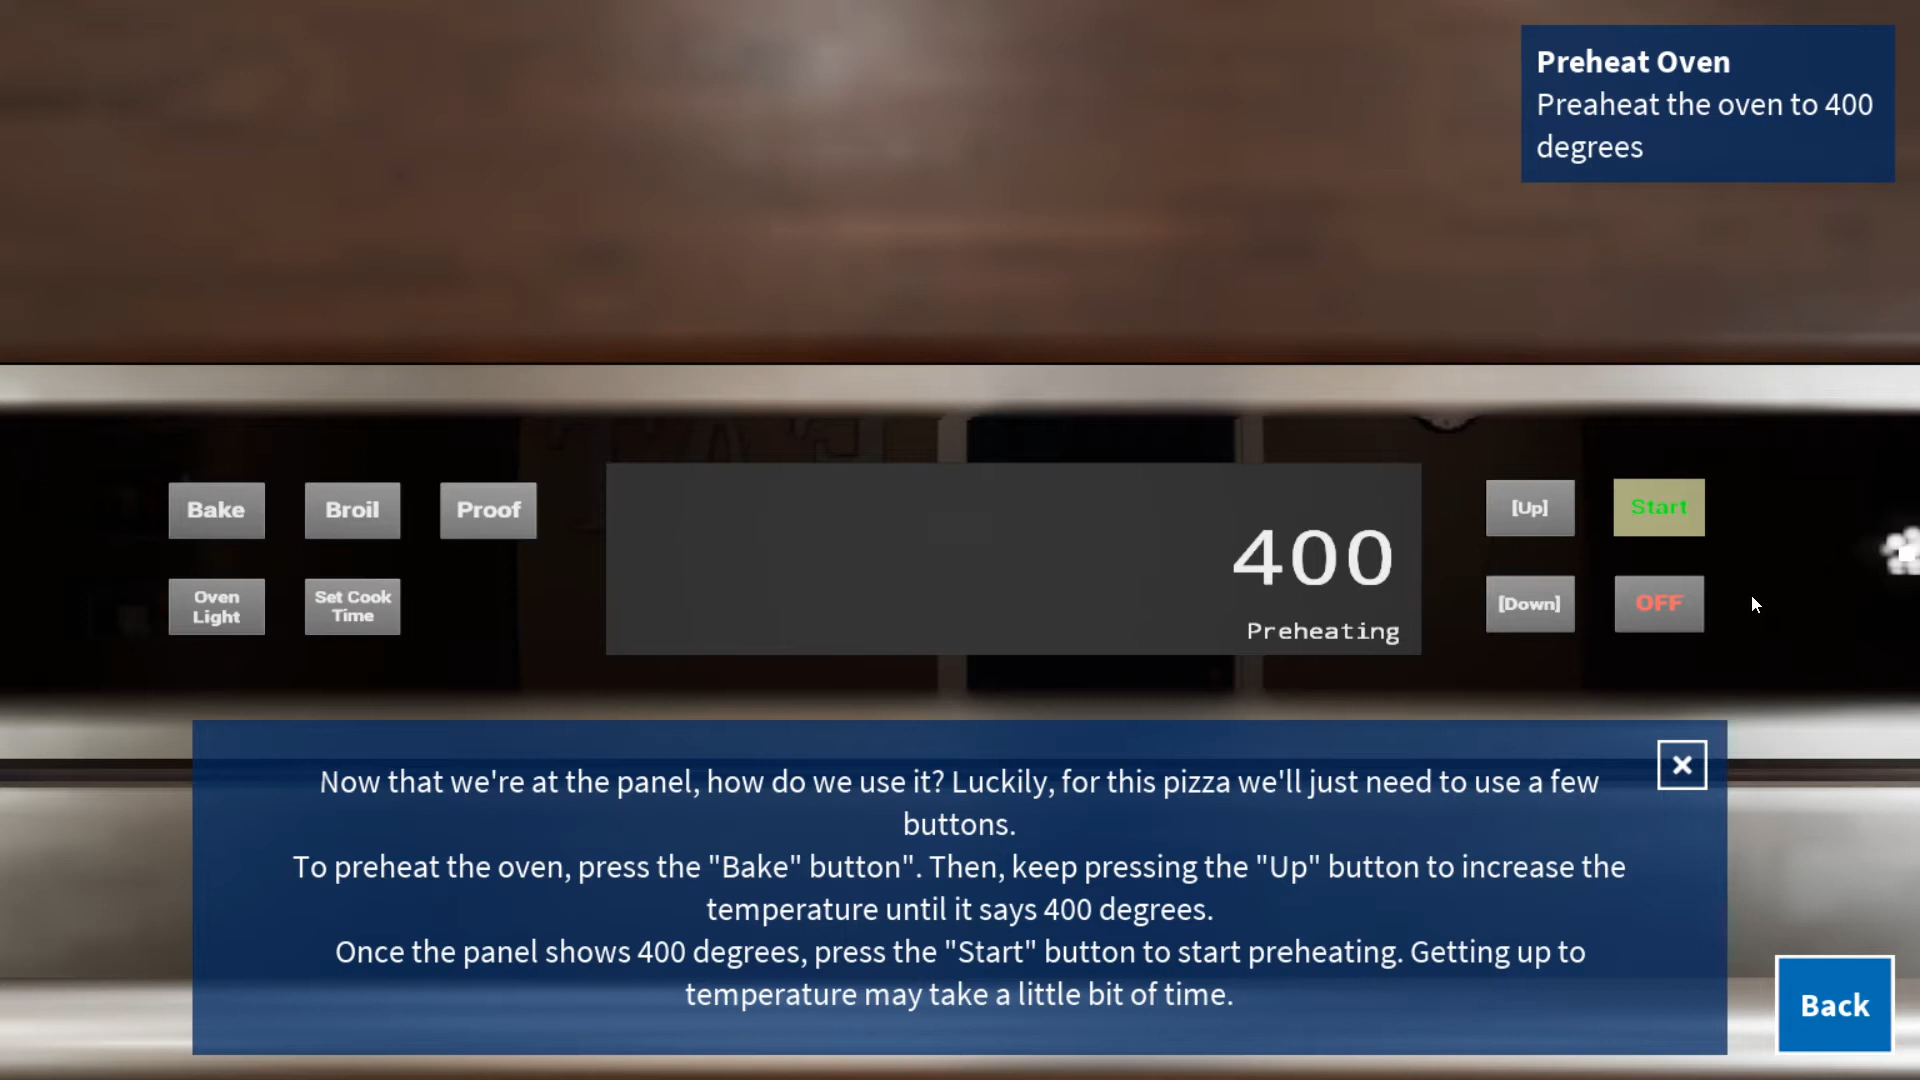 Preheat Oven
Preaheat the oven to 400
degrees
Bake
Broil
Proof
Oven
Light
Set Cook
Time
400
Preheating
[Up]
Start
[Down]
OFF
Now that we're at the panel, how do we use it? Luckily, for this pizza we'll just need to use a few
buttons.
To preheat the oven, press the "Bake" button". Then, keep pressing the "Up" button to increase the
temperature until it says 400 degrees.
Once the panel shows 400 degrees, press the "Start" button to start preheating. Getting up to
temperature may take a little bit of time.
Back